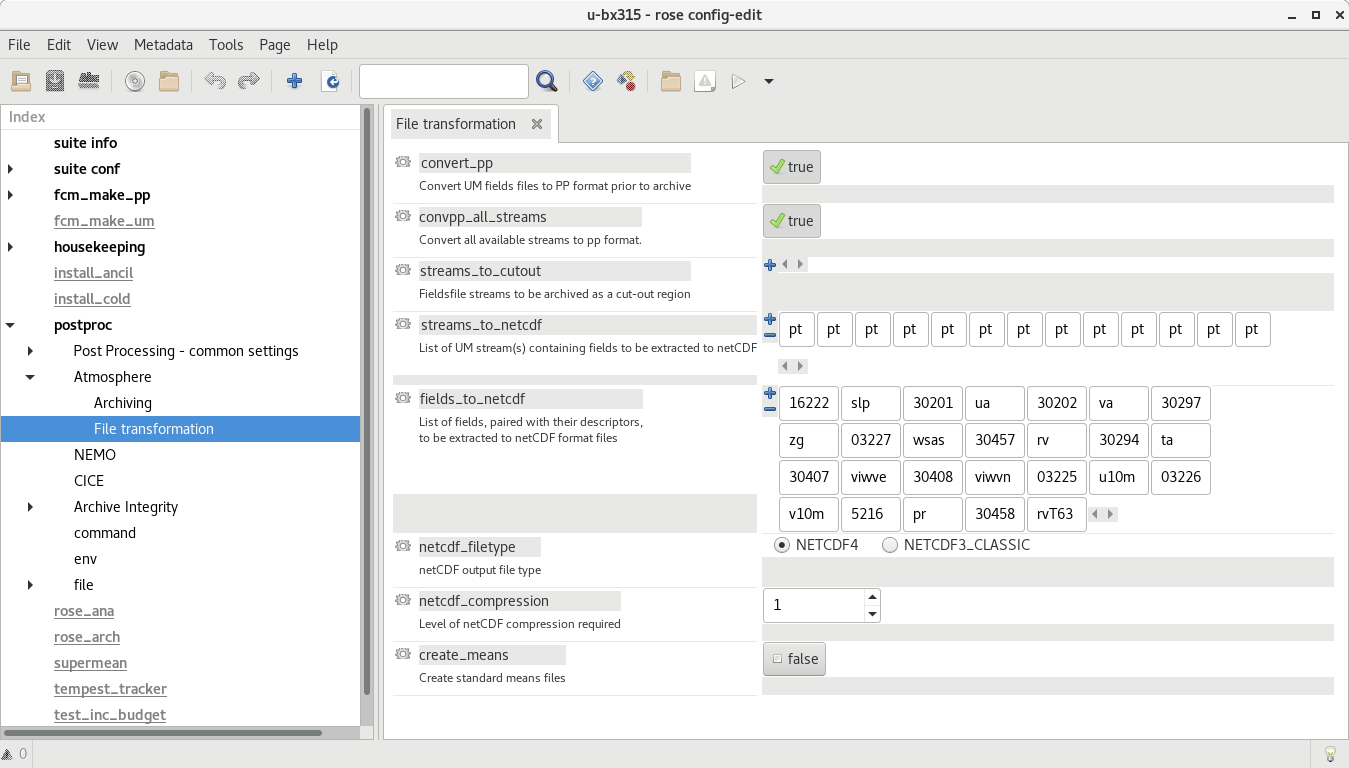 u-bx315 - rose config-edit
File Edit View Metadata Tools Page Help
Index
suite info
suite conf
fcm_make_pp
fcm_make_um
housekeeping
install_ancil
install_cold
postproc
Post Processing - common settings
Atmosphere
Archiving
File transformation
NEMO
CICE
Archive Integrity
command
env
file
rose_ana
rose_arch
supermean
tempest_tracker
test_inc_budget
File transformation
convert_pp
Convert UM fields files to PP format prior to archive
true
convpp_all_streams
Convert all available streams to pp format.
true
streams_to_cutout
Fieldsfile streams to be archived as a cut-out region
streams_to_netcdf
List of UM stream(s) containing fields to be extracted to netCDF
pt pt pt pt pt pt pt pt pt pt pt pt pt
fields_to_netcdf
List of fields, paired with their descriptors,
to be extracted to netCDF format files
16222 slp 30201 ua 30202 va 30297
zg 03227 wsas 30457 rv 30294 ta
30407 viwve 30408 viwvn 03225 u10m 03226
v10m 5216 pr 30458 rvT63
netcdf_filetype
netCDF output file type
NETCDF4 NETCDF3_CLASSIC
netcdf_compression
Level of netCDF compression required
1
create_means
Create standard means files
false
0